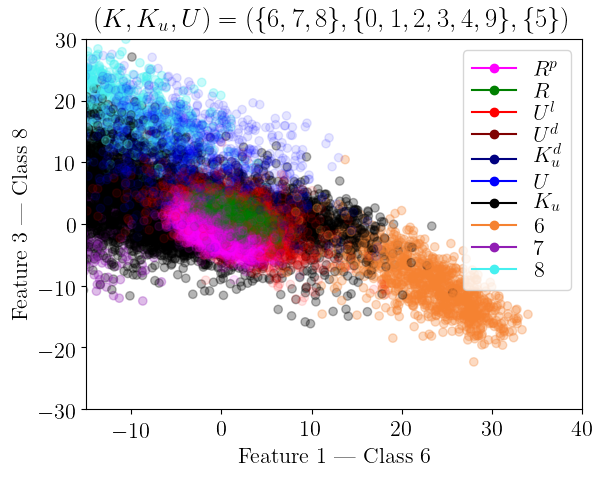 (K, K_u, U) = ({6, 7, 8}, {0, 1, 2, 3, 4, 9}, {5})
30
20
10
0
−10
−20
−30
Feature 3 — Class 8
R^p
R
U^l
U^d
K_u^d
U
K_u
6
7
8
−10
0
10
20
30
40
Feature 1 — Class 6